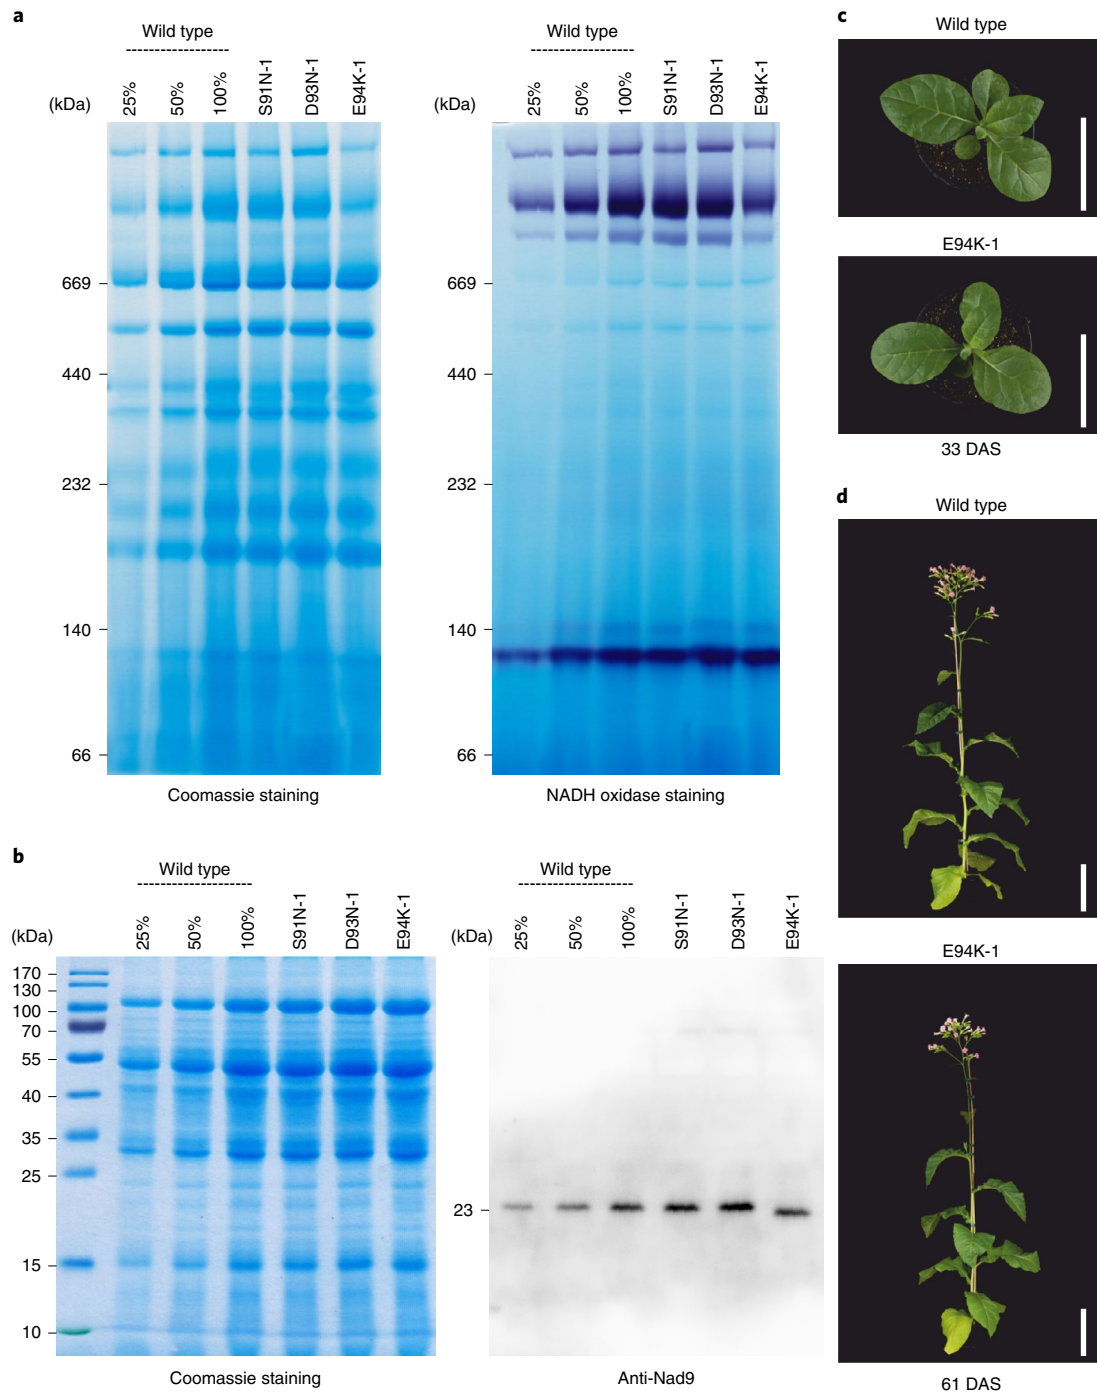 a
Wild type
25%
50%
100%
S91N-1
D93N-1
E94K-1
(kDa)
669
440
232
140
66
Coomassie staining
Wild type
25%
50%
100%
S91N-1
D93N-1
E94K-1
(kDa)
669
440
232
140
66
NADH oxidase staining
b
Wild type
25%
50%
100%
S91N-1
D93N-1
E94K-1
(kDa)
170
130
100
70
55
40
35
25
15
10
Coomassie staining
Wild type
25%
50%
100%
S91N-1
D93N-1
E94K-1
(kDa)
23
Anti-Nad9
c
Wild type
E94K-1
33 DAS
d
Wild type
E94K-1
61 DAS